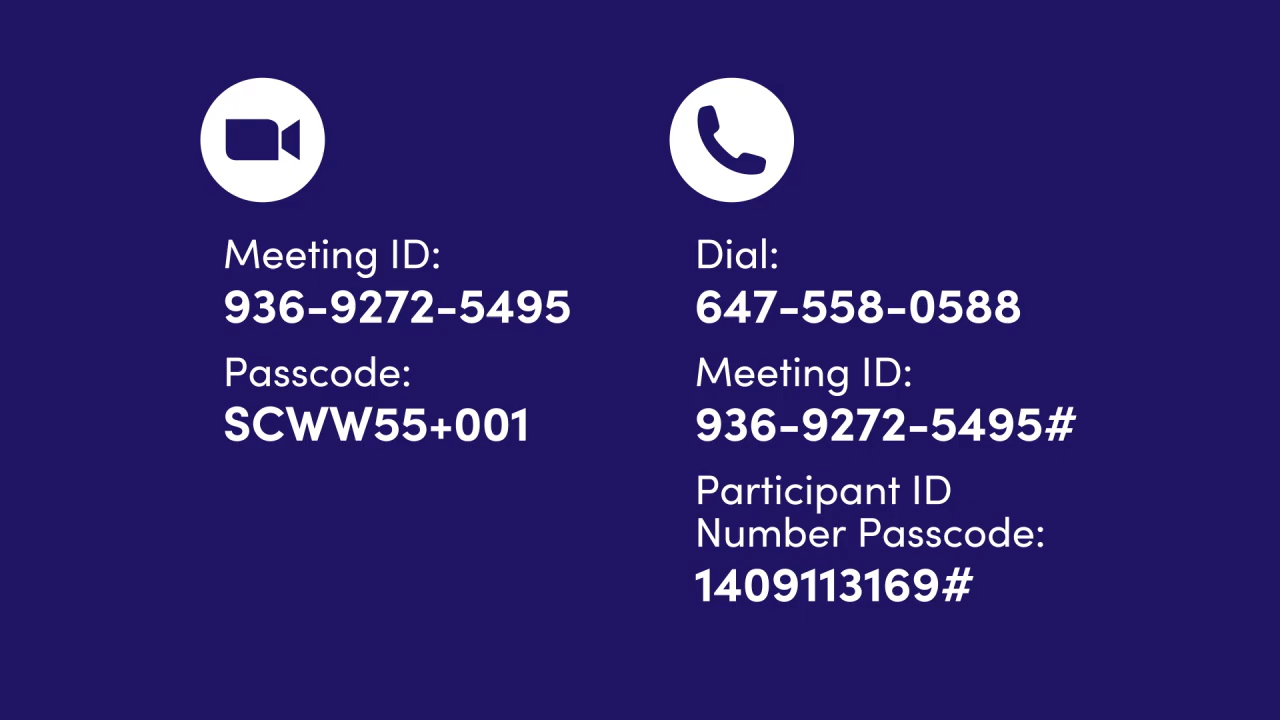 Meeting ID:
936-9272-5495
Passcode:
SCWW55+001
Dial:
647-558-0588
Meeting ID:
936-9272-5495#
Participant ID
Number Passcode:
1409113169#